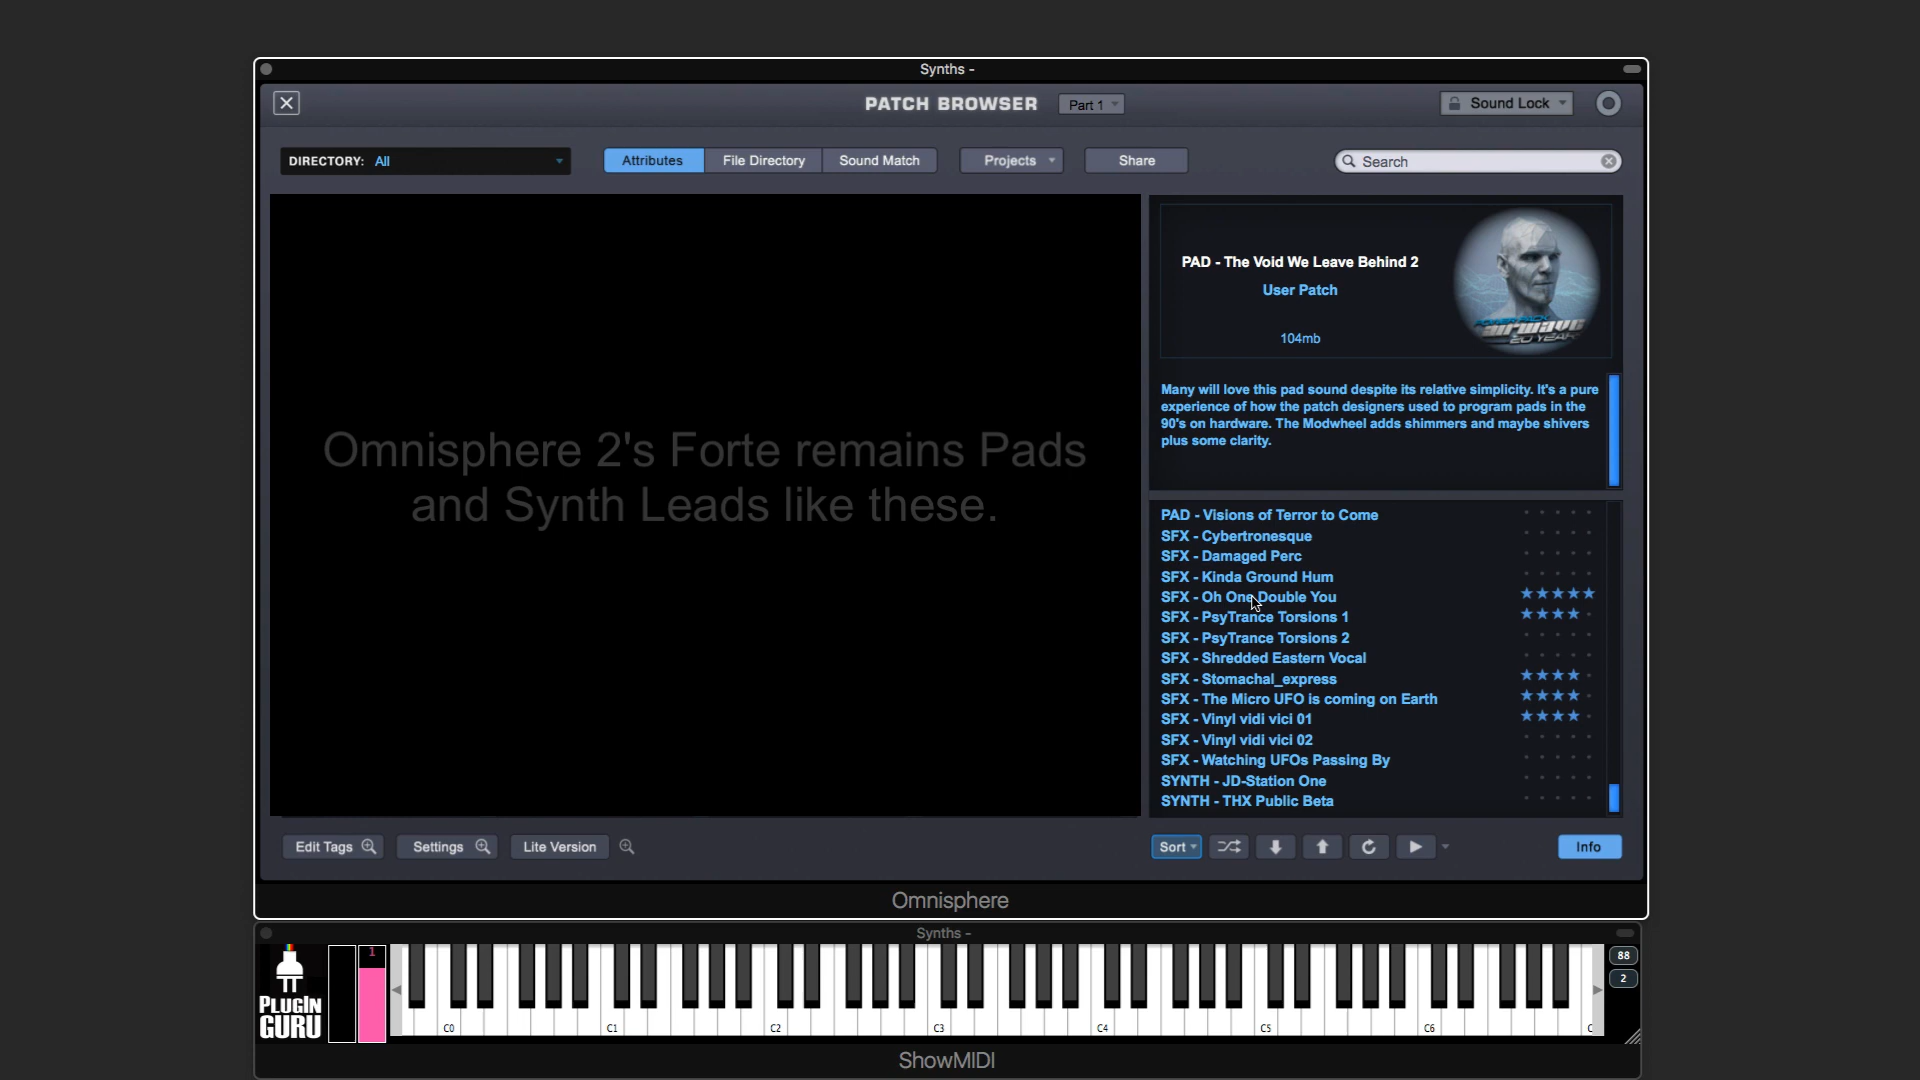 Synths -
PATCH BROWSER
Part 1
Sound Lock
DIRECTORY: All
Attributes
File Directory
Sound Match
Projects
Share
Search
PAD - The Void We Leave Behind 2
User Patch
104mb
POWER PACK
airwave
20 YEARS
Many will love this pad sound despite its relative simplicity. It's a pure
experience of how the patch designers used to program pads in the
90's on hardware. The Modwheel adds shimmers and maybe shivers
plus some clarity.
Omnisphere 2's Forte remains Pads
and Synth Leads like these.
PAD - Visions of Terror to Come
SFX - Cybertronesque
SFX - Damaged Perc
SFX - Kinda Ground Hum
SFX - Oh One Double You
SFX - PsyTrance Torsions 1
SFX - PsyTrance Torsions 2
SFX - Shredded Eastern Vocal
SFX - Stomachal_express
SFX - The Micro UFO is coming on Earth
SFX - Vinyl vidi vici 01
SFX - Vinyl vidi vici 02
SFX - Watching UFOs Passing By
SYNTH - JD-Station One
SYNTH - THX Public Beta
Edit Tags
Settings
Lite Version
Sort
Info
Omnisphere
Synths -
PLUGIN
GURU
1
C0
C1
C2
C3
C4
C5
C6
C
88
2
ShowMIDI